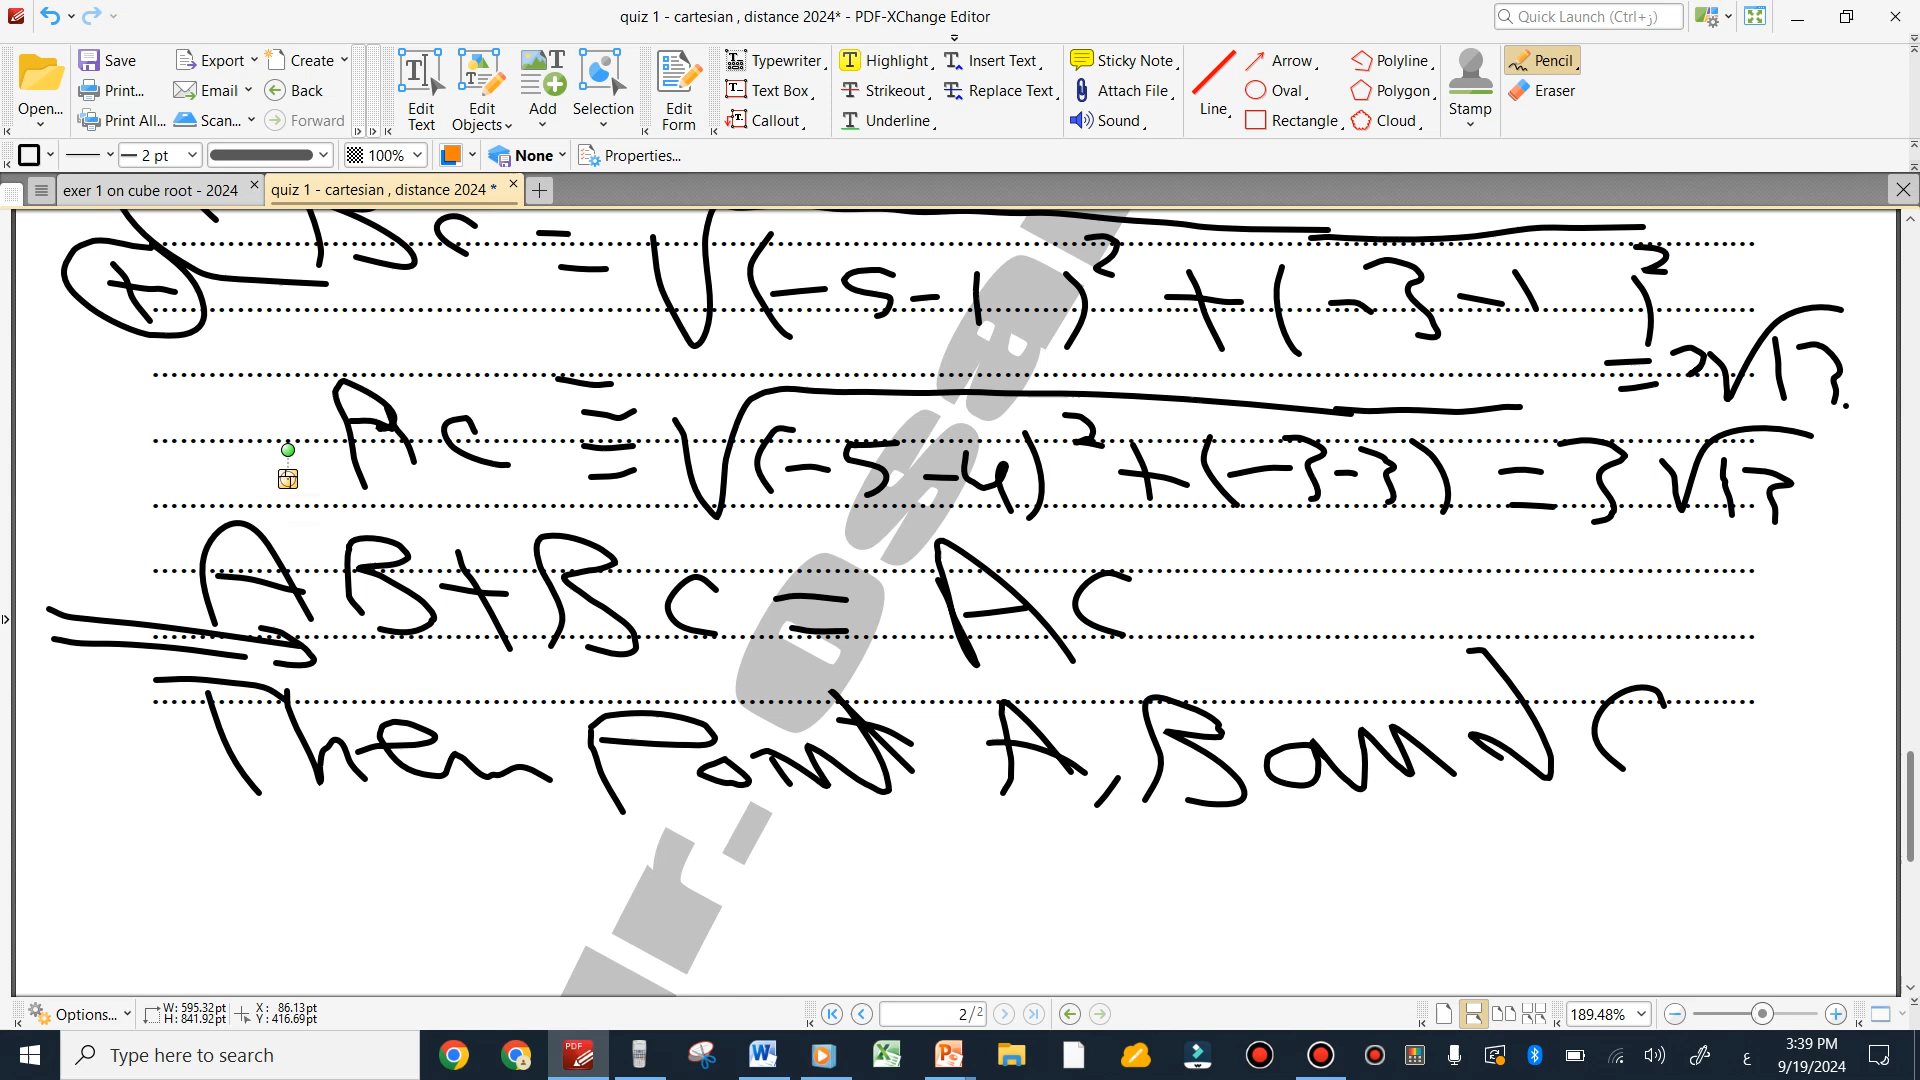 quiz 1 - cartesian , distance 2024* - PDF-XChange Editor
Quick Launch (Ctrl+ز)
Open...
Save
Print...
Print All...
Export
Email
Scan...
Create
Back
Forward
Edit Text
Edit Objects
Add
Selection
Edit Form
Typewriter
Text Box
Callout
Highlight
Strikeout
Underline
Insert Text
Replace Text
Sticky Note
Attach File
Sound
Line
Arrow
Oval
Rectangle
Polyline
Polygon
Cloud
Stamp
Pencil
Eraser
2 pt
100%
None
Properties...
exer 1 on cube root - 2024
quiz 1 - cartesian , distance 2024 *
BC = √(-5-1)² + (-3-1)²
= 2√13
AC = √(-5-4)² + (-3-3) = 3√13
AB + BC = AC
Then Point A, B and C
Options...
W: 595.32pt
H: 841.92pt
X: 86.13pt
Y: 416.69pt
2/2
189.48%
Type here to search
PDF
ع
3:39 PM
9/19/2024